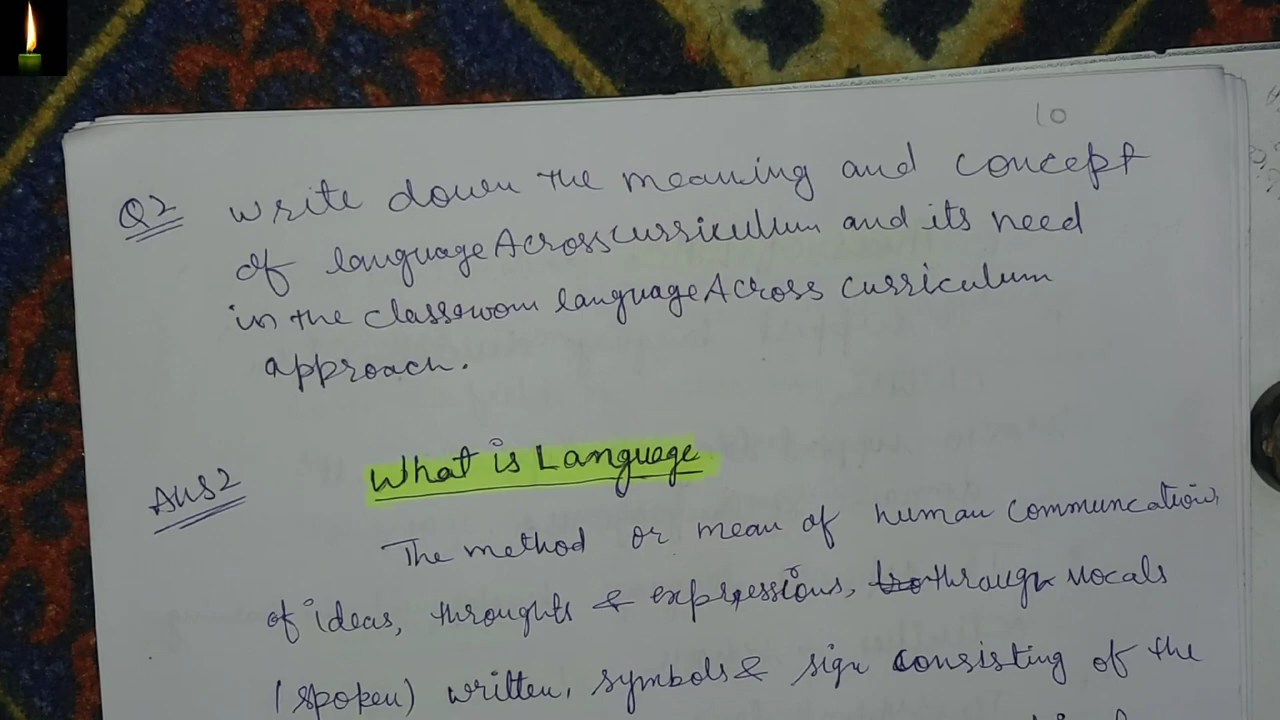 10
Q2 Write down the meaning and concept
of language Across curriculum and its need
in the classroom language Across curriculum
approach.
Ans2 What is Language
The method or mean of human communcation,
of ideas, throughts & expressions, through vocals
(spoken) written, symbols & sign consisting of the